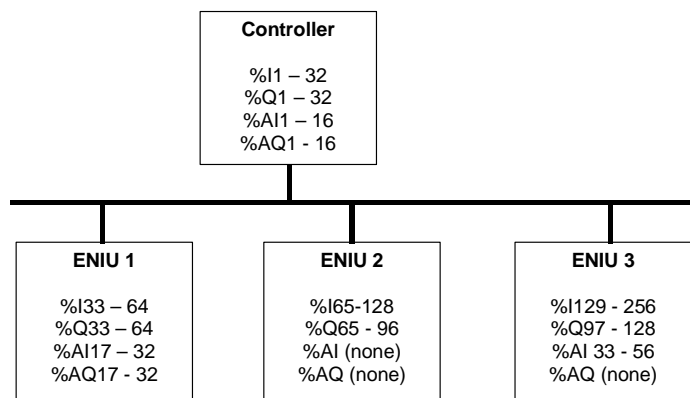 Controller
%I1 – 32
%Q1 – 32
%AI1 – 16
%AQ1 - 16
ENIU 1
%I33 – 64
%Q33 – 64
%AI17 – 32
%AQ17 - 32
ENIU 2
%I65-128
%Q65 - 96
%AI (none)
%AQ (none)
ENIU 3
%I129 - 256
%Q97 - 128
%AI 33 - 56
%AQ (none)